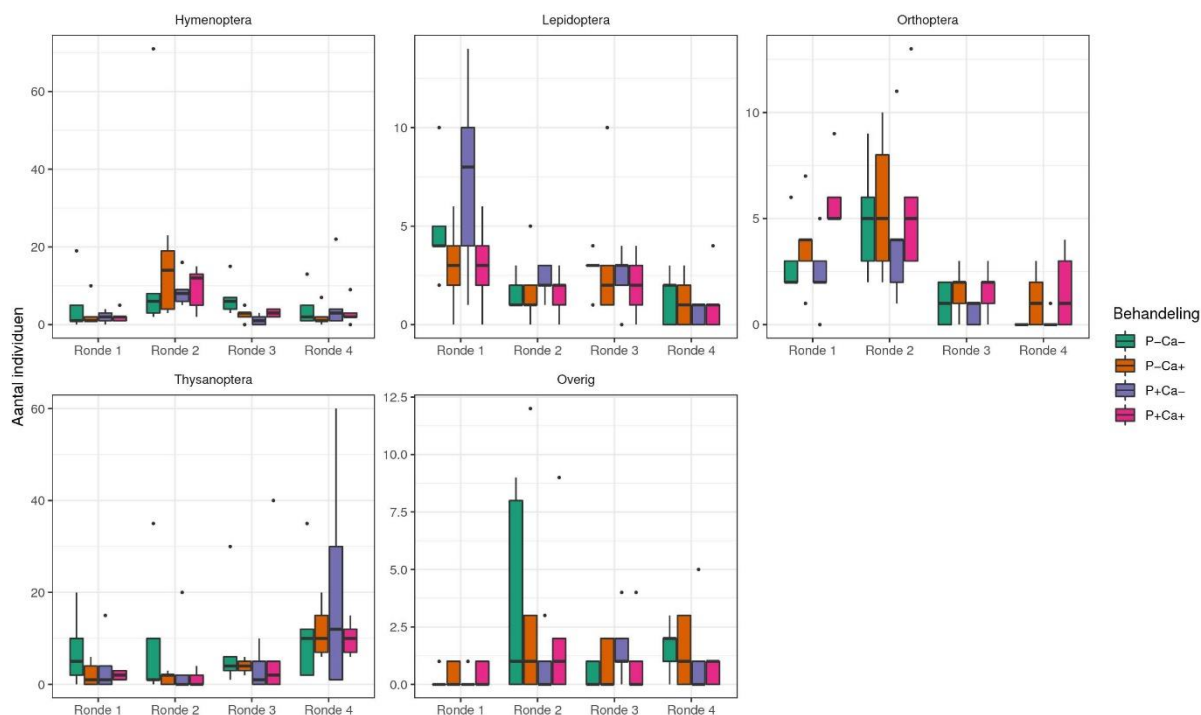 Hymenoptera
Lepidoptera
Orthoptera
60
40
20
0
10
5
0
10
5
0
Ronde 1 Ronde 2 Ronde 3 Ronde 4
Ronde 1 Ronde 2 Ronde 3 Ronde 4
Ronde 1 Ronde 2 Ronde 3 Ronde 4
Aantal individuen
Thysanoptera
Overig
60
40
20
0
12.5
10.0
7.5
5.0
2.5
0.0
Ronde 1 Ronde 2 Ronde 3 Ronde 4
Ronde 1 Ronde 2 Ronde 3 Ronde 4
Behandeling
P−Ca−
P−Ca+
P+Ca−
P+Ca+